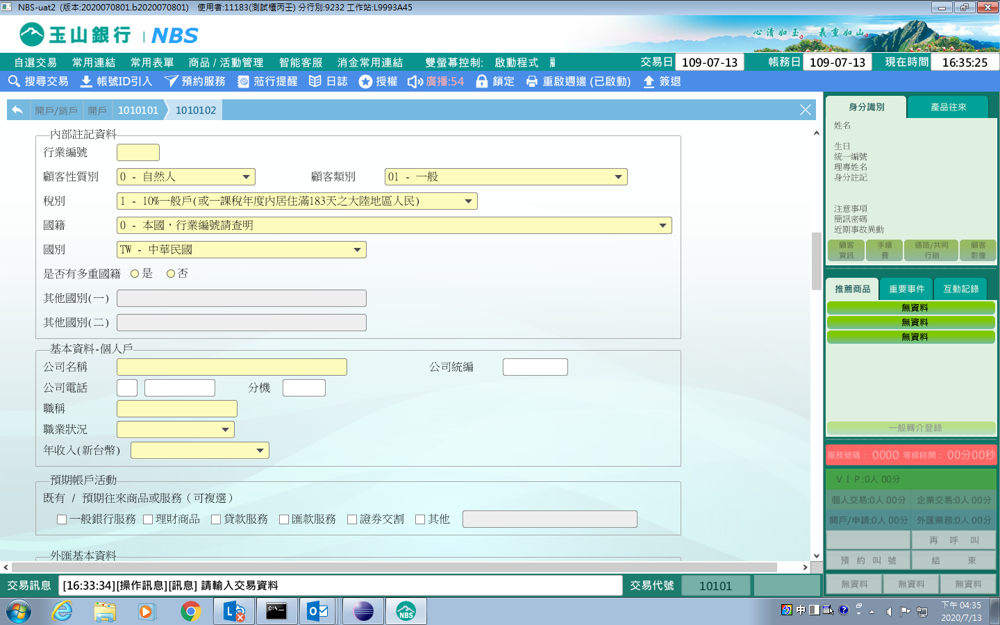 NBS-uat2 (版本:2020070801.b2020070801) 使用者:11183(測試櫃丙壬) 分行別:9232 工作站:L9993A45
玉山銀行 | NBS
心清如玉 義重如山
自選交易 常用連結 常用表單 商品 / 活動管理 智能客服 消金常用連結 雙螢幕控制: 啟動程式
交易日 109-07-13 帳務日 109-07-13 現在時間 16:35:25
搜尋交易 帳號ID引入 預約服務 蒞行提醒 日誌 授權 廣播:54 鎖定 重啟週邊 (已啟動) 簽退
開戶/銷戶 開戶 1010101 1010102
內部註記資料
行業編號
顧客性質別 0 - 自然人 顧客類別 01 - 一般
稅別 1 - 10%一般戶(或一課稅年度內居住滿183天之大陸地區人民)
國籍 0 - 本國，行業編號請查明
國別 TW - 中華民國
是否有多重國籍 是 否
其他國別(一)
其他國別(二)
基本資料-個人戶
公司名稱 公司統編
公司電話 分機
職稱
職業狀況
年收入(新台幣)
預期帳戶活動
既有 / 預期往來商品或服務（可複選）
一般銀行服務 理財商品 貸款服務 匯款服務 證券交割 其他
外匯基本資料
身分識別 產品往來
姓名
生日
統一編號
理專姓名
身分註記
注意事項
簡訊密碼
近期事故異動
顧客資訊 手續費 通路/共同行銷 顧客影像
推薦商品 重要事件 互動記錄
無資料
無資料
無資料
一般轉介登錄
服務號碼： 0000 等候時間： 00分00秒
ＶＩＰ:0人 00分
個人交易:0人 00分 企業交易:0人 00分
開戶/申請:0人 00分 外匯業務:0人 00分
再 呼 叫
預 約 叫 號 結 束
無資料 無資料 無資料
交易訊息 [16:33:34][操作訊息][訊息] 請輸入交易資料 交易代號 10101
NBS 中 下午 04:35
2020/7/13